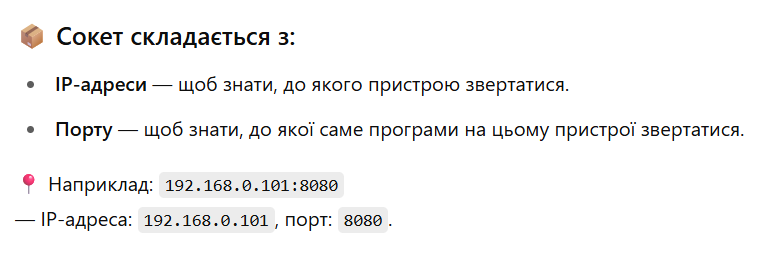 📦 Сокет складається з:
• IP-адреси — щоб знати, до якого пристрою звертатися.
• Порту — щоб знати, до якої саме програми на цьому пристрої звертатися.
📍 Наприклад: 192.168.0.101:8080
— IP-адреса: 192.168.0.101, порт: 8080.